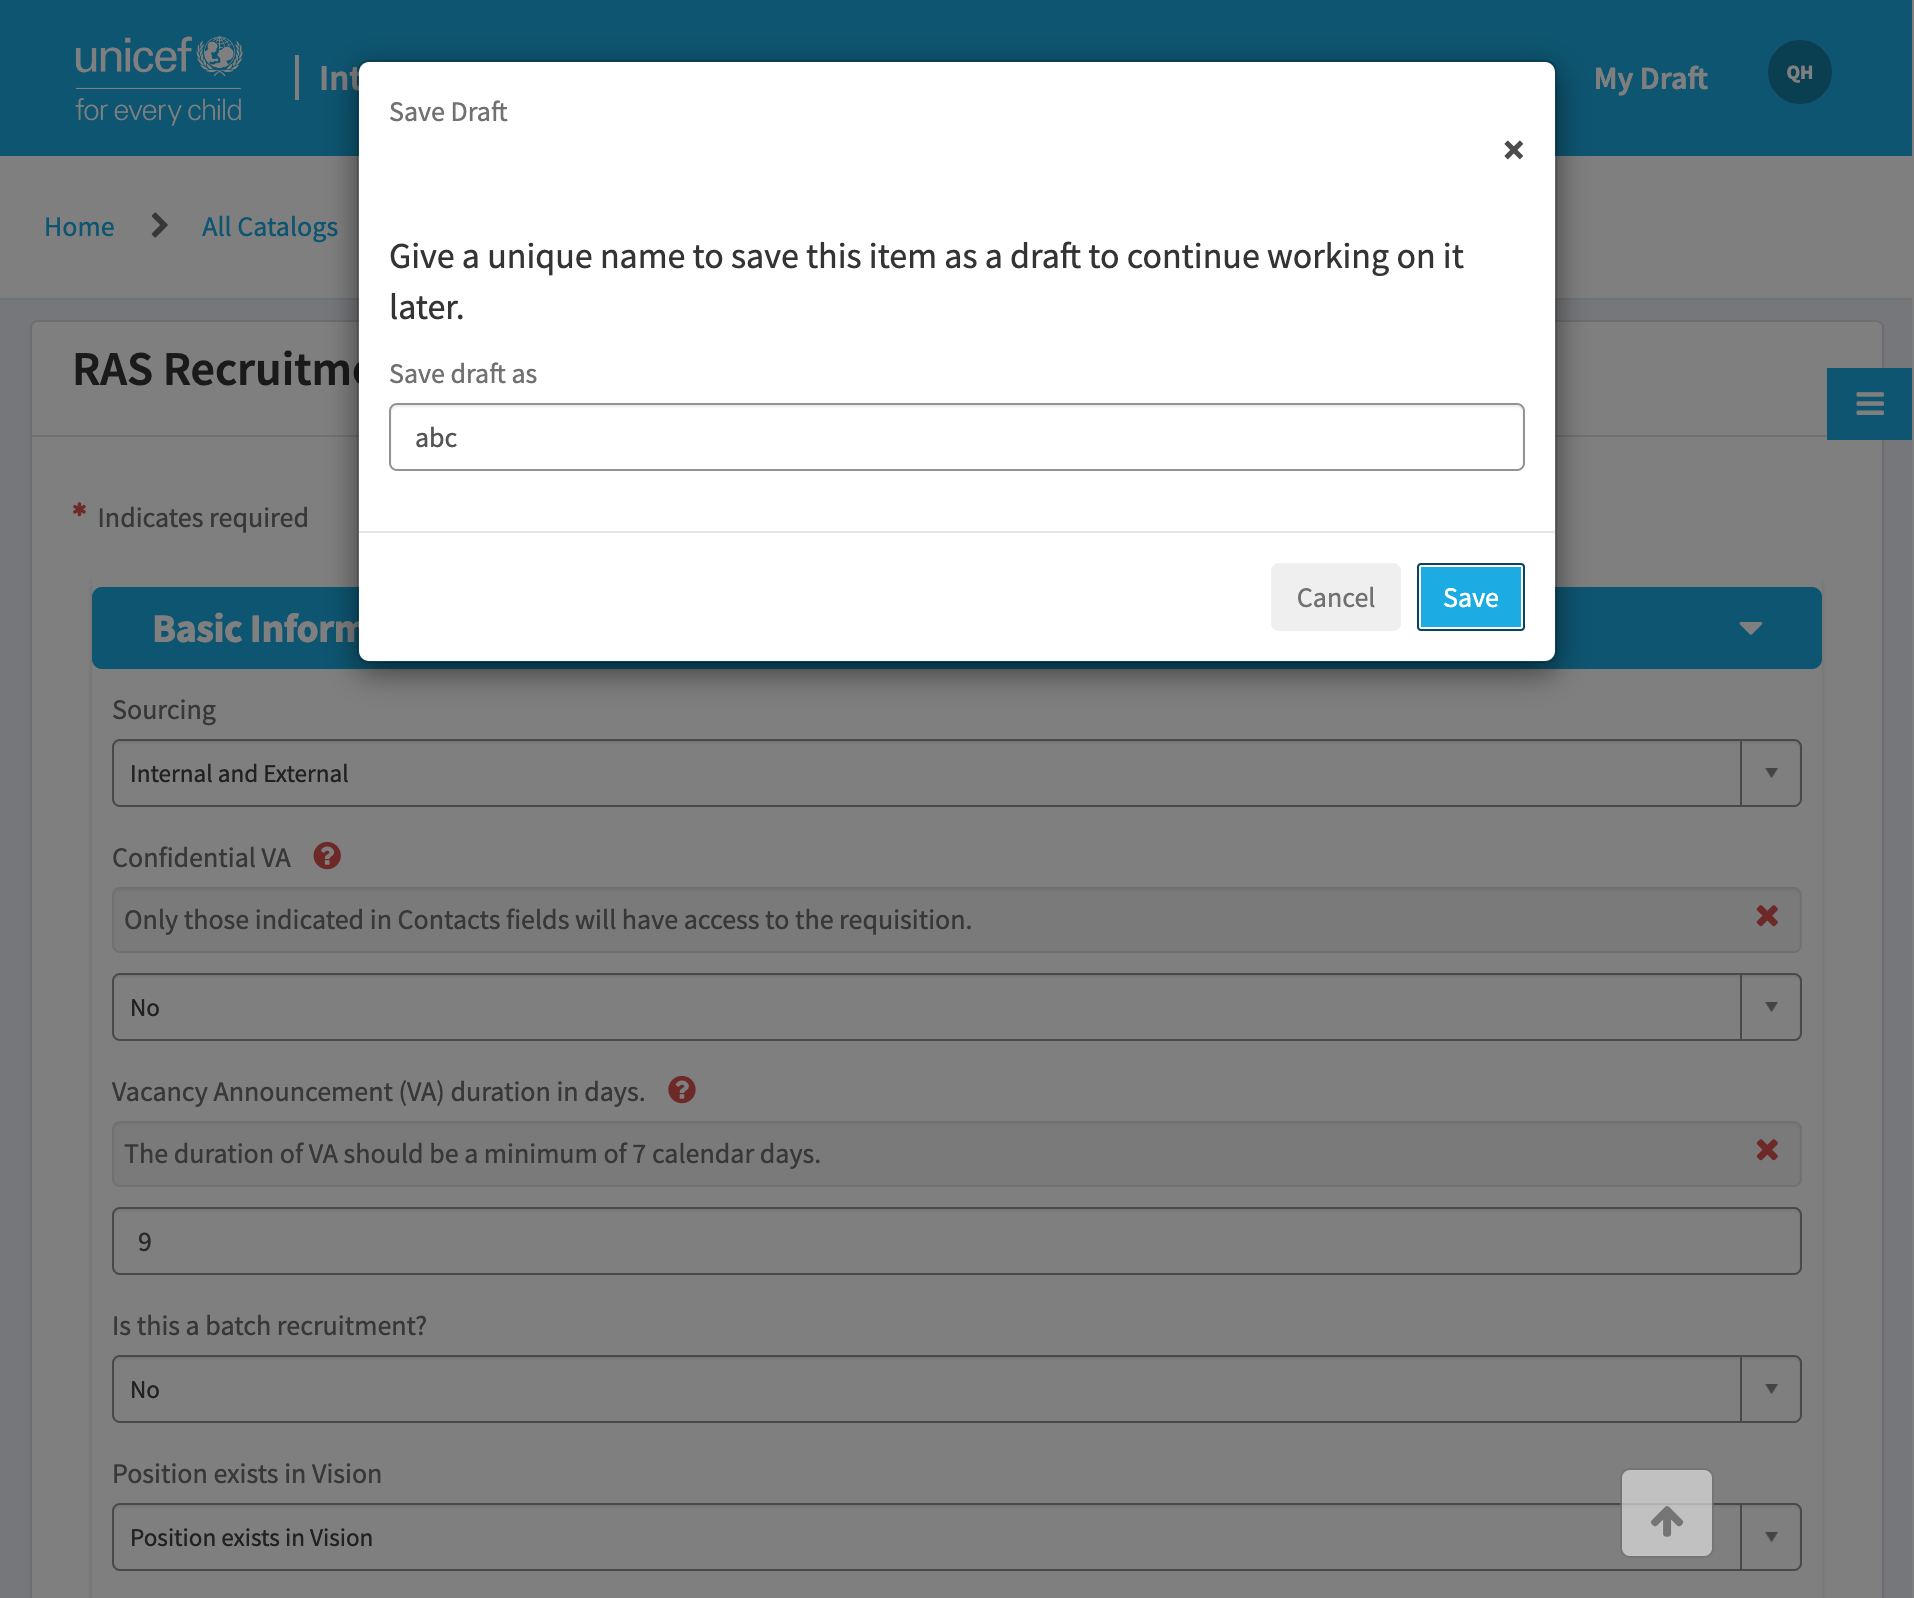 unicef
for every child
Int
My Draft
QH
Save Draft
Home
All Catalogs
Give a unique name to save this item as a draft to continue working on it
later.
Save draft as
abc
Cancel
Save
RAS Recruitm
* Indicates required
Basic Inform
Sourcing
Internal and External
Confidential VA
Only those indicated in Contacts fields will have access to the requisition.
No
Vacancy Announcement (VA) duration in days.
The duration of VA should be a minimum of 7 calendar days.
9
Is this a batch recruitment?
No
Position exists in Vision
Position exists in Vision